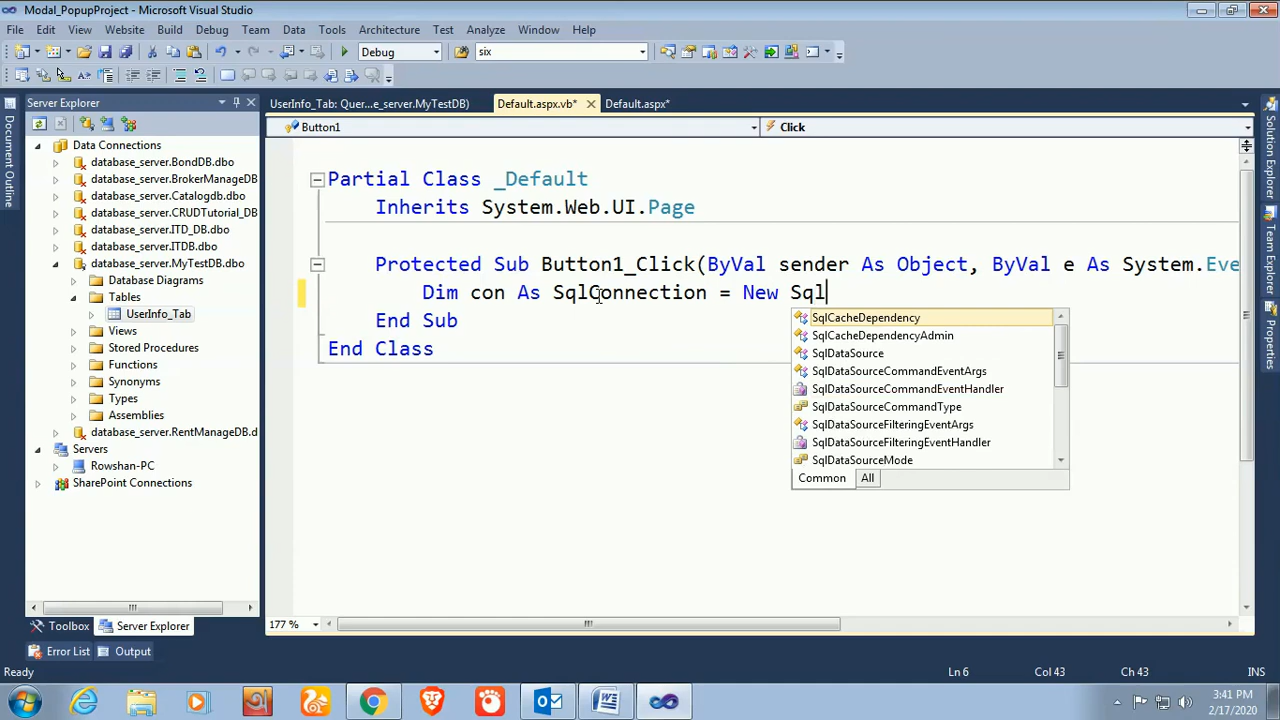 Modal_PopupProject - Microsoft Visual Studio
File Edit View Website Build Debug Team Data Tools Architecture Test Analyze Window Help
Debug six
Server Explorer
UserInfo_Tab: Quer...e_server.MyTestDB) Default.aspx.vb* Default.aspx*
Button1 Click
Document Outline
Data Connections
database_server.BondDB.dbo
database_server.BrokerManageDB
database_server.Catalogdb.dbo
database_server.CRUDTutorial_DB
database_server.ITD_DB.dbo
database_server.ITDB.dbo
database_server.MyTestDB.dbo
Database Diagrams
Tables
UserInfo_Tab
Views
Stored Procedures
Functions
Synonyms
Types
Assemblies
database_server.RentManageDB.d
Servers
Rowshan-PC
SharePoint Connections
Partial Class _Default
Inherits System.Web.UI.Page
Protected Sub Button1_Click(ByVal sender As Object, ByVal e As System.Eve
Dim con As SqlConnection = New Sql
End Sub
End Class
SqlCacheDependency
SqlCacheDependencyAdmin
SqlDataSource
SqlDataSourceCommandEventArgs
SqlDataSourceCommandEventHandler
SqlDataSourceCommandType
SqlDataSourceFilteringEventArgs
SqlDataSourceFilteringEventHandler
SqlDataSourceMode
Common All
Solution Explorer
Team Explorer
Properties
177 %
Toolbox Server Explorer
Error List Output
Ready Ln 6 Col 43 Ch 43 INS
3:41 PM
2/17/2020